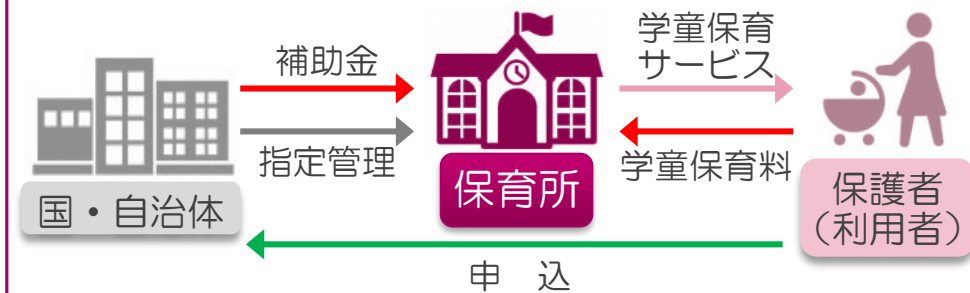 補助金
指定管理
国・自治体
保育所
学童保育
サービス
学童保育料
保護者
（利用者）
申 込